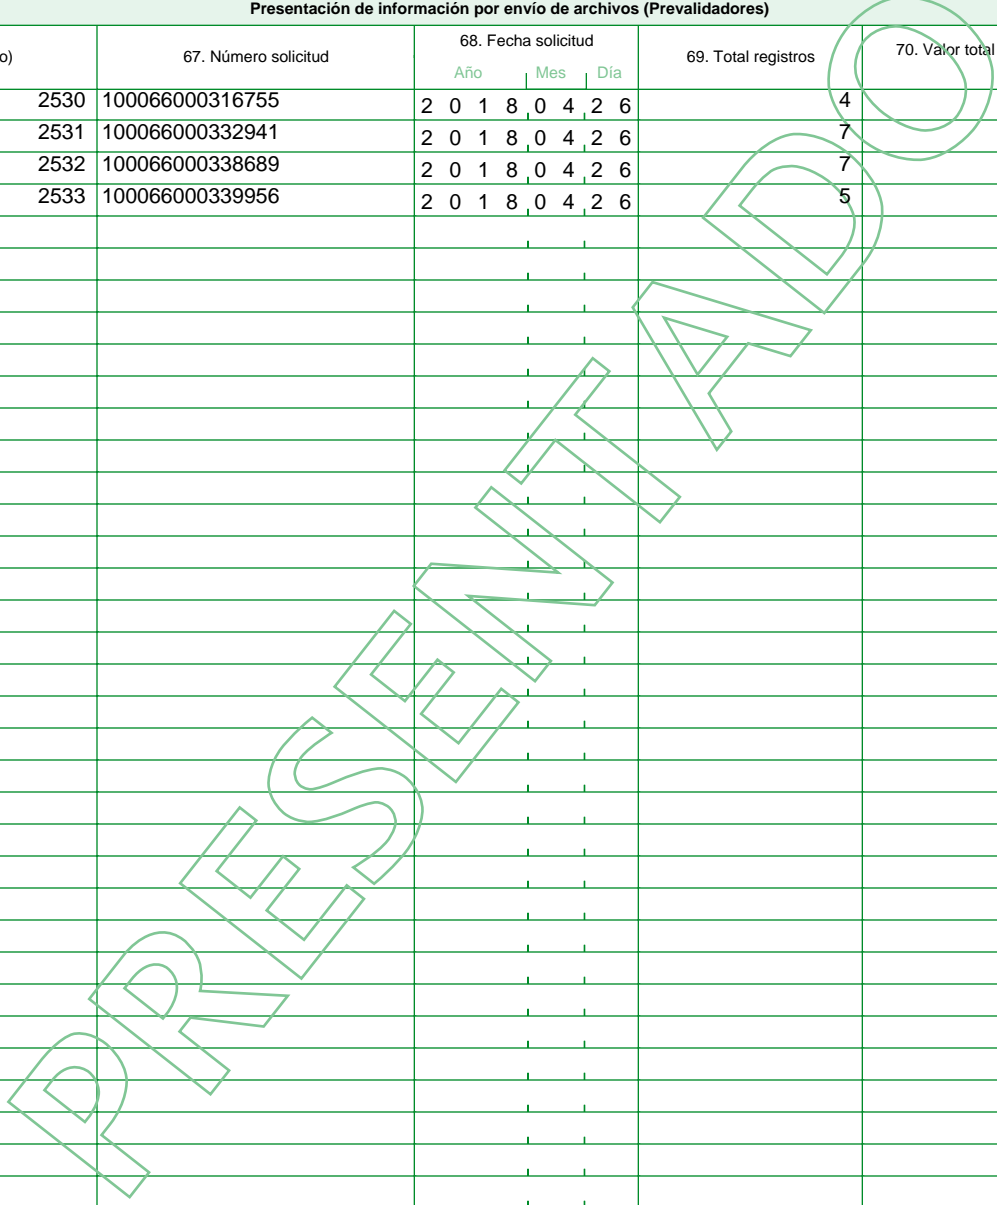 Presentación de información por envío de archivos (Prevalidadores)
o) 67. Número solicitud 68. Fecha solicitud 69. Total registros 70. Valor total
Año Mes Día
2530 100066000316755 2 0 1 8 0 4 2 6 4
2531 100066000332941 2 0 1 8 0 4 2 6 7
2532 100066000338689 2 0 1 8 0 4 2 6 7
2533 100066000339956 2 0 1 8 0 4 2 6 5
PRESENTADO